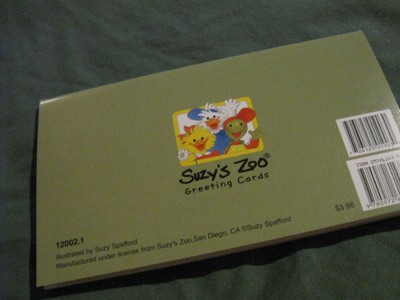 Suzy's Zoo®
Greeting Cards
12002.1
Illustrated by Suzy Spafford
Manufactured under license from Suzy's Zoo, San Diego, CA ©Suzy Spafford
$3.95